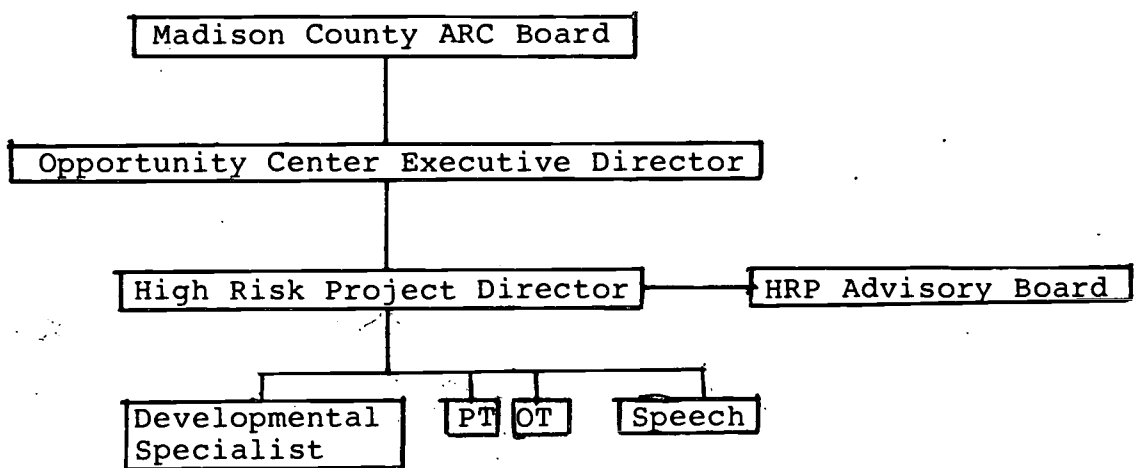 Madison County ARC Board
Opportunity Center Executive Director
High Risk Project Director
HRP Advisory Board
Developmental
Specialist
PT
OT
Speech